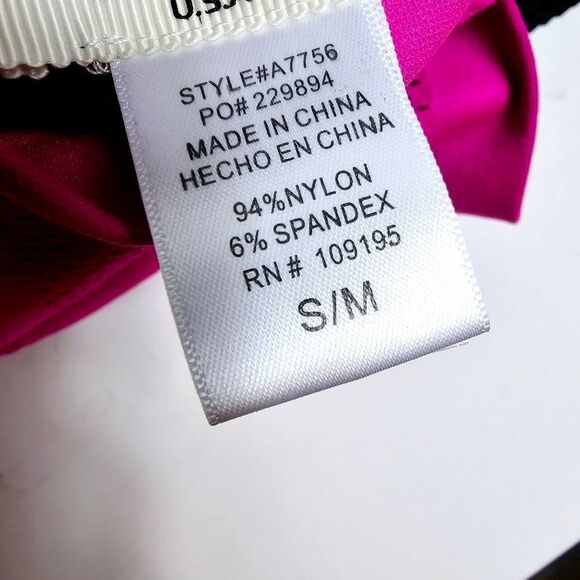 STYLE#A7756
PO# 229894
MADE IN CHINA
HECHO EN CHINA
94%NYLON
6% SPANDEX
RN # 109195
S/M